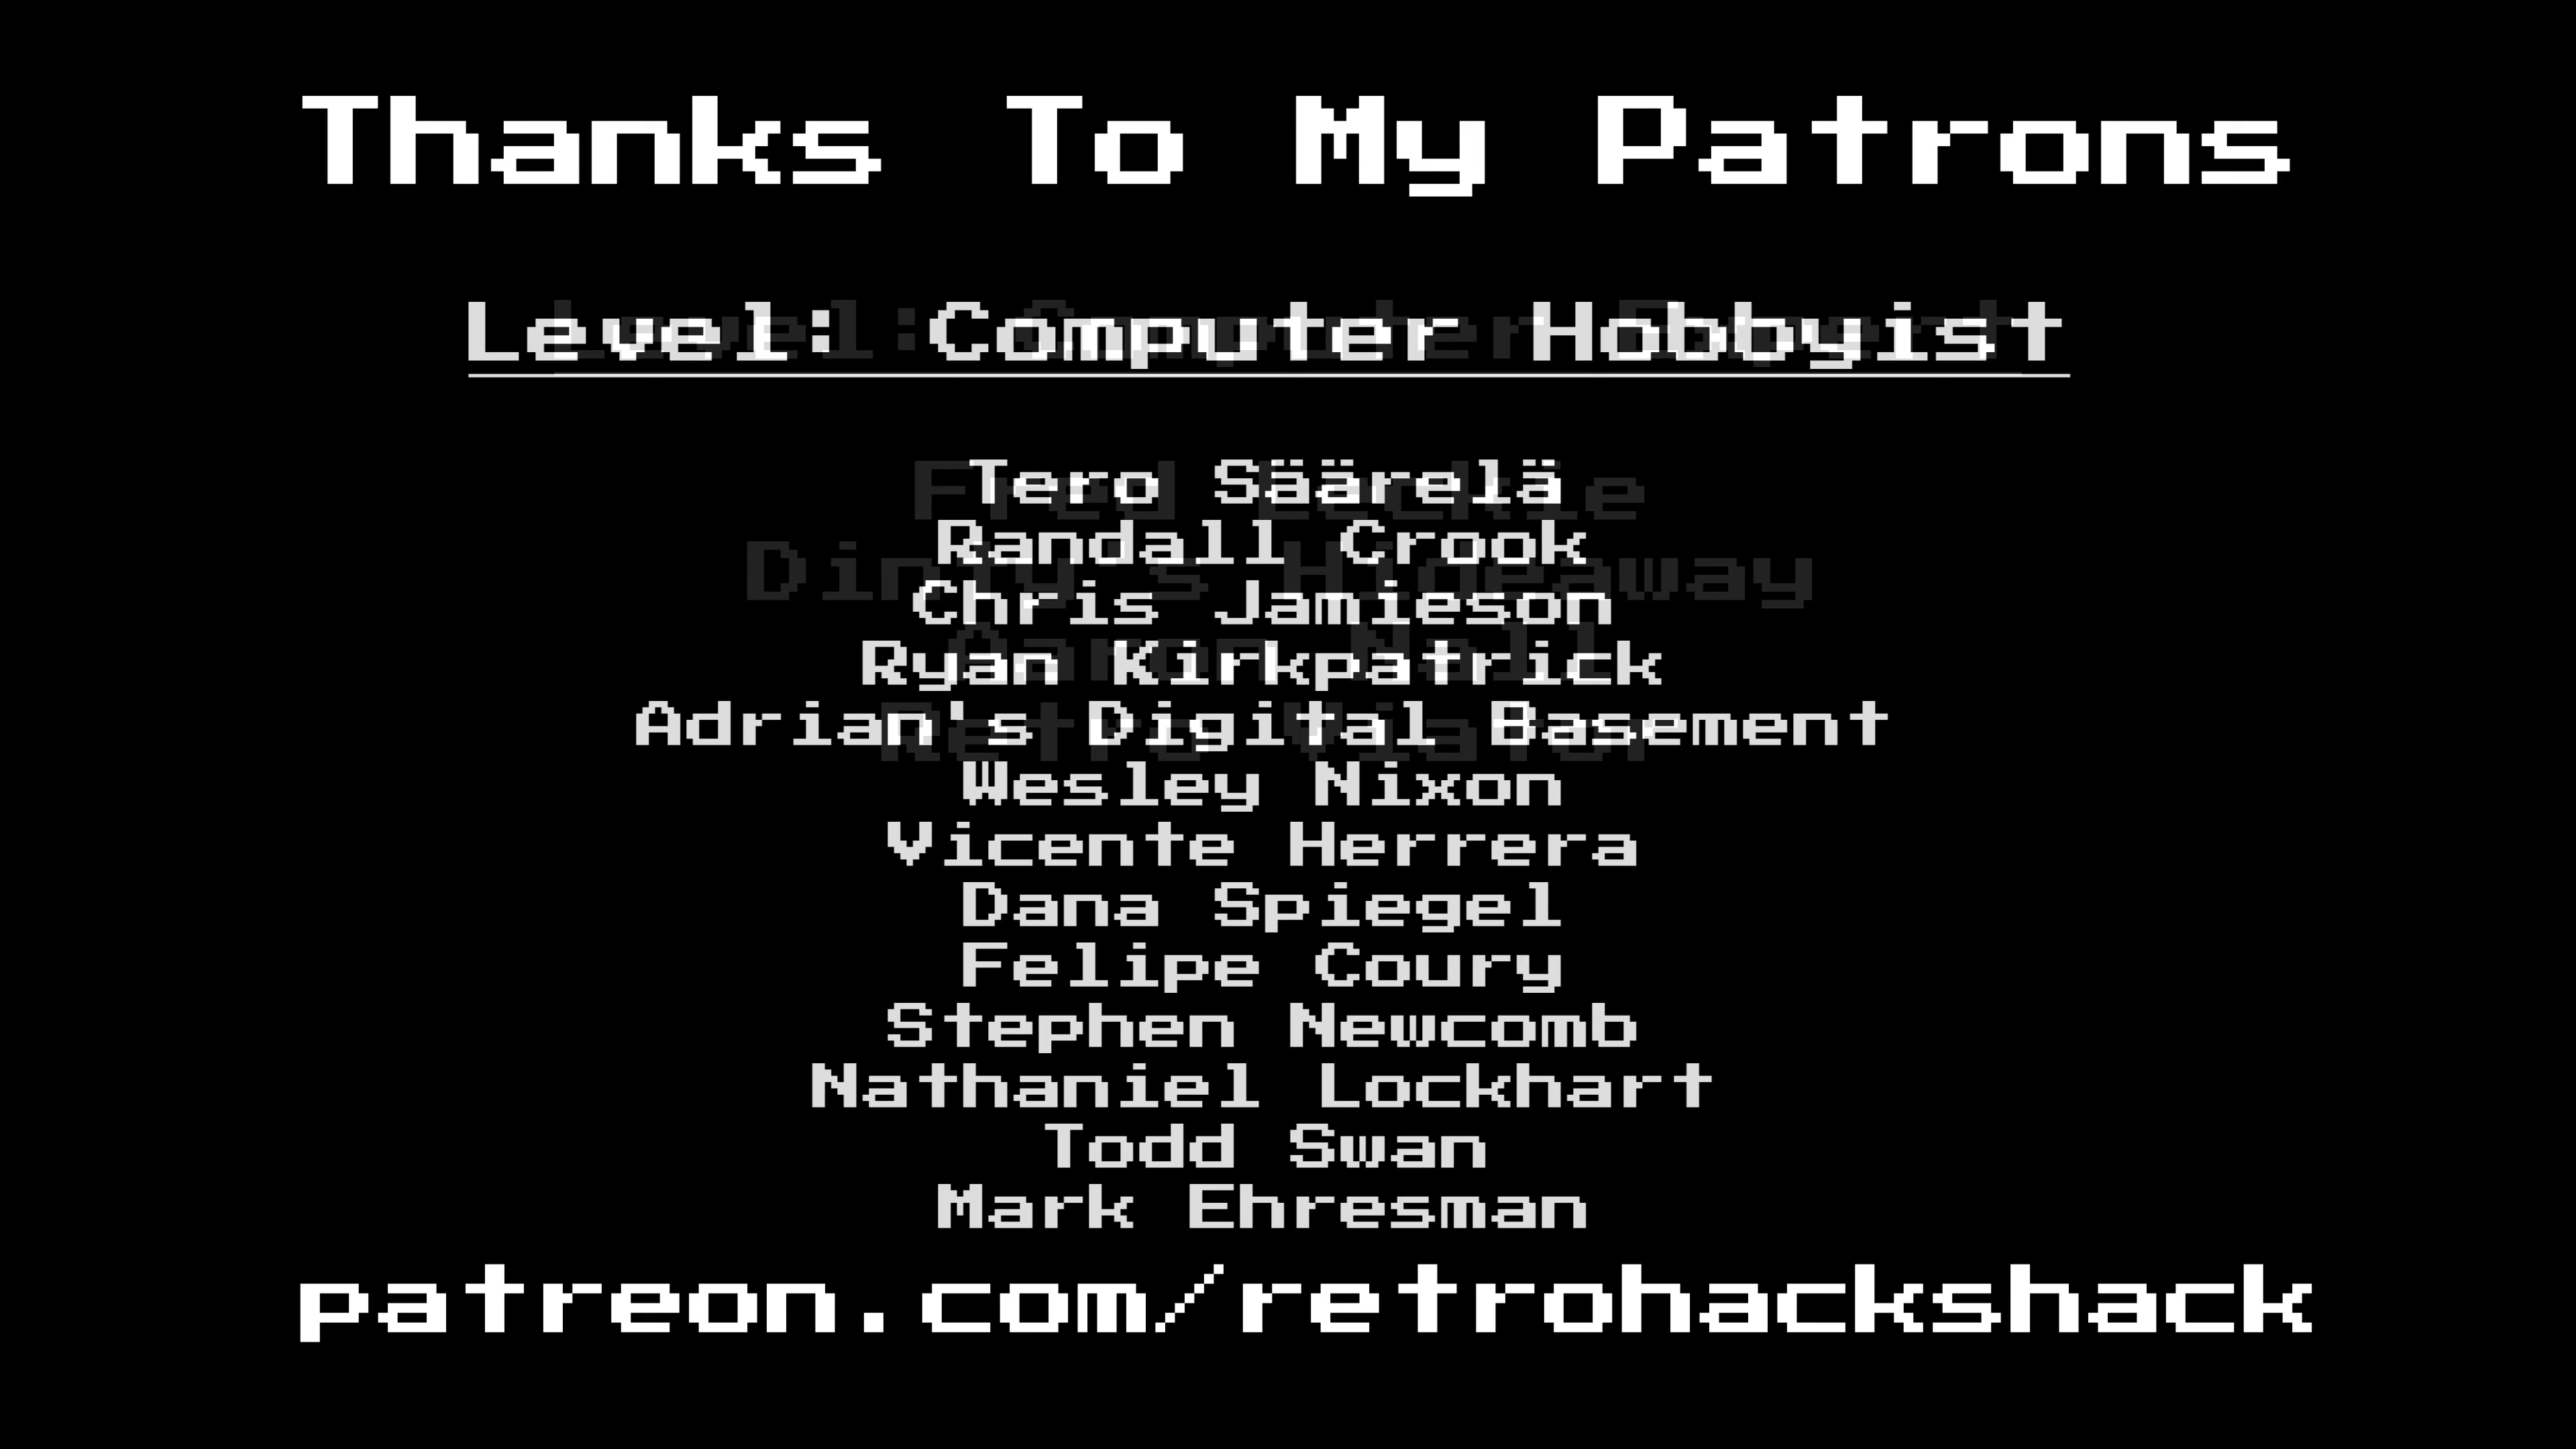 Thanks To My Patrons
Level: Computer Hobbyist
Tero Säärelä
Randall Crook
Chris Jamieson
Ryan Kirkpatrick
Adrian's Digital Basement
Wesley Nixon
Vicente Herrera
Dana Spiegel
Felipe Coury
Stephen Newcomb
Nathaniel Lockhart
Todd Swan
Mark Ehresman
patreon.com/retrohackshack